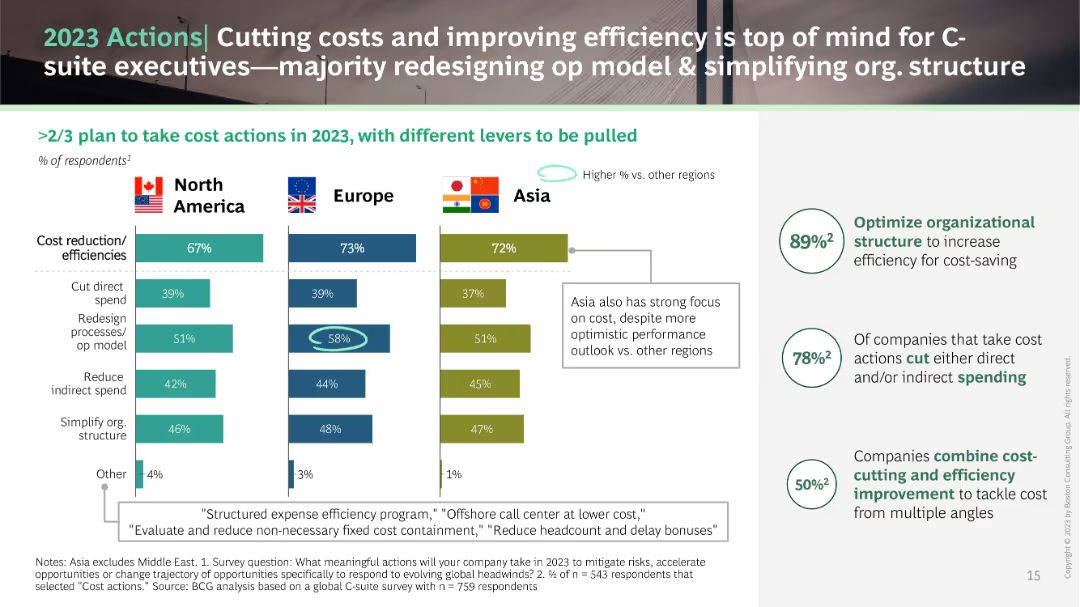 2023 Actions| Cutting costs and improving efficiency is top of mind for C-
suite executives—majority redesigning op model & simplifying org. structure
>2/3 plan to take cost actions in 2023, with different levers to be pulled
% of respondents1
Higher % vs. other regions
North
America
Europe
Asia
Cost reduction/
efficiencies
67%
73%
72%
Cut direct
spend
39%
39%
37%
Redesign
processes/
op model
51%
58%
51%
Reduce
indirect spend
42%
44%
45%
Simplify org.
structure
46%
48%
47%
Other
4%
3%
1%
Asia also has strong focus
on cost, despite more
optimistic performance
outlook vs. other regions
"Structured expense efficiency program," "Offshore call center at lower cost,"
"Evaluate and reduce non-necessary fixed cost containment," "Reduce headcount and delay bonuses"
89%2
Optimize organizational
structure to increase
efficiency for cost-saving
78%2
Of companies that take cost
actions cut either direct
and/or indirect spending
50%2
Companies combine cost-
cutting and efficiency
improvement to tackle cost
from multiple angles
Notes: Asia excludes Middle East. 1. Survey question: What meaningful actions will your company take in 2023 to mitigate risks, accelerate
opportunities or change trajectory of opportunities specifically to respond to evolving global headwinds? 2. % of n = 543 respondents that
selected "Cost actions." Source: BCG analysis based on a global C-suite survey with n = 759 respondents
15
Copyright © 2023 by Boston Consulting Group. All rights reserved.